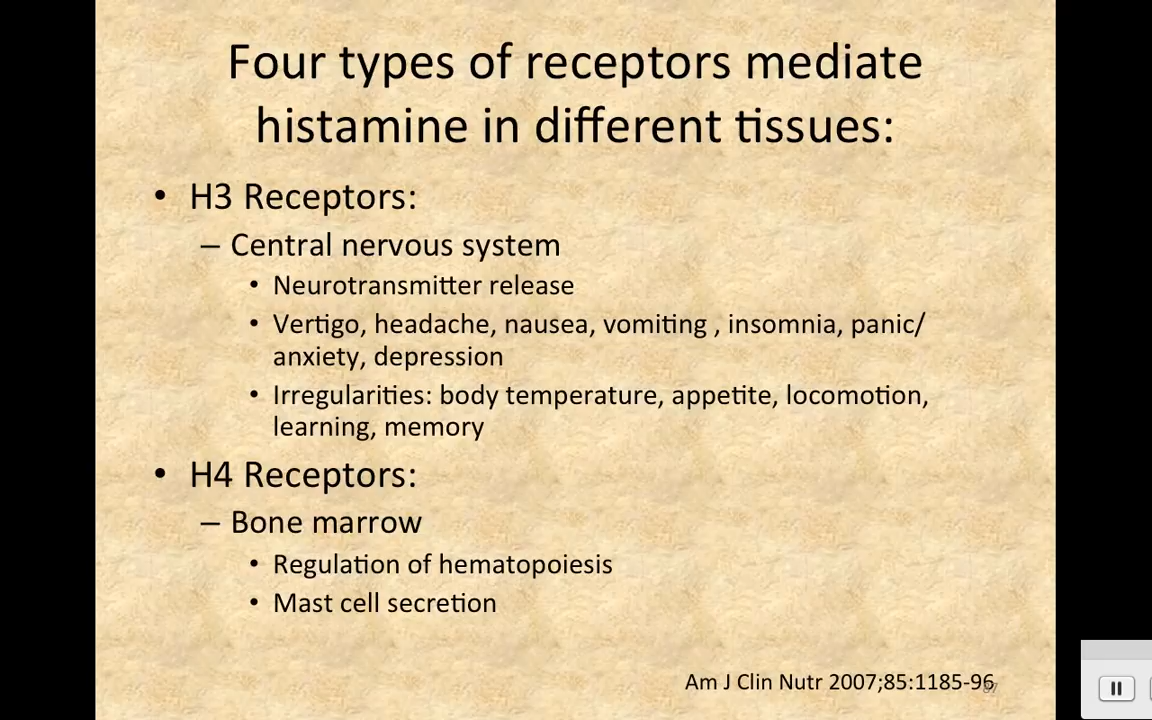 Four types of receptors mediate
histamine in different tissues:
• H3 Receptors:
– Central nervous system
• Neurotransmitter release
• Vertigo, headache, nausea, vomiting , insomnia, panic/
anxiety, depression
• Irregularities: body temperature, appetite, locomotion,
learning, memory
• H4 Receptors:
– Bone marrow
• Regulation of hematopoiesis
• Mast cell secretion
Am J Clin Nutr 2007;85:1185-96